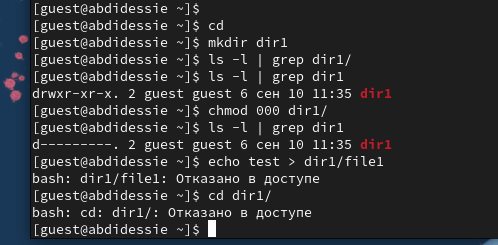 [guest@abdidessie ~]$
[guest@abdidessie ~]$ cd
[guest@abdidessie ~]$ mkdir dir1
[guest@abdidessie ~]$ ls -l | grep dir1/
[guest@abdidessie ~]$ ls -l | grep dir1
drwxr-xr-x. 2 guest guest 6 сен 10 11:35 dir1
[guest@abdidessie ~]$ chmod 000 dir1/
[guest@abdidessie ~]$ ls -l | grep dir1
d---------. 2 guest guest 6 сен 10 11:35 dir1
[guest@abdidessie ~]$ echo test > dir1/file1
bash: dir1/file1: Отказано в доступе
[guest@abdidessie ~]$ cd dir1/
bash: cd: dir1/: Отказано в доступе
[guest@abdidessie ~]$